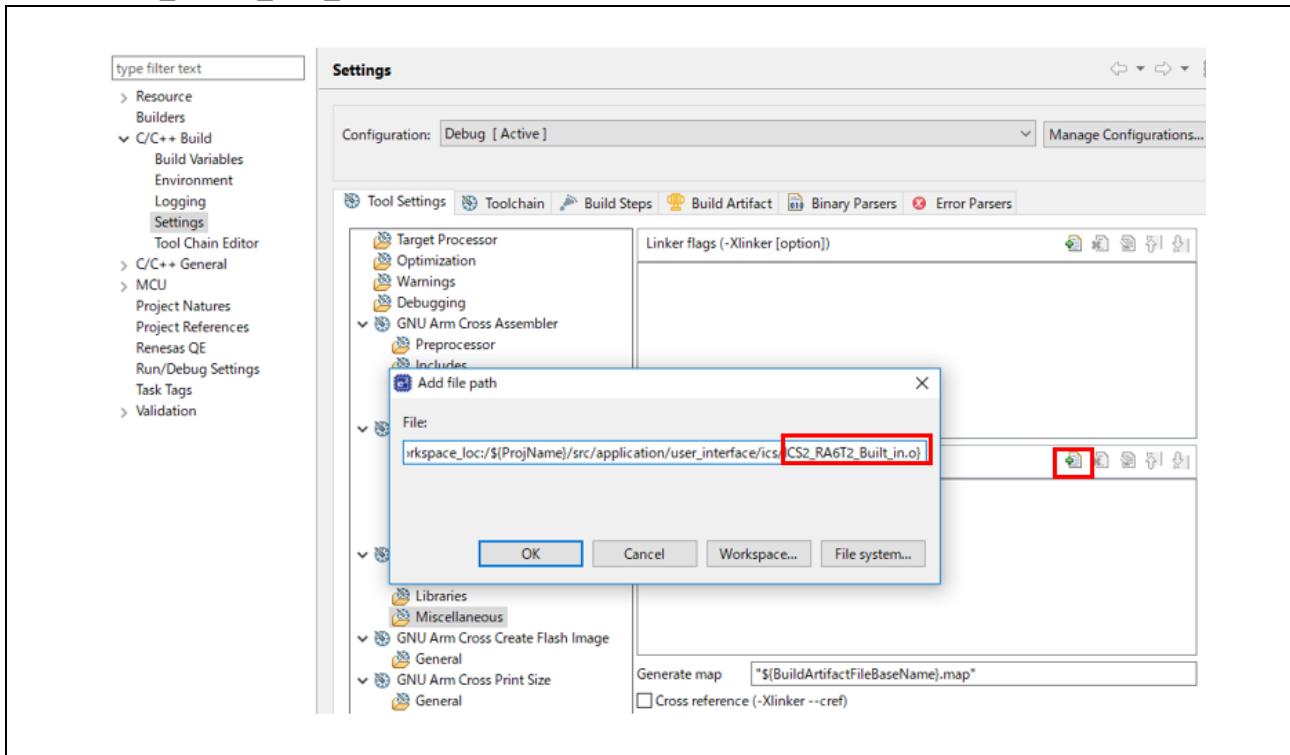 type filter text
Settings
Resource
Builders
C/C++ Build
Build Variables
Environment
Logging
Settings
Tool Chain Editor
C/C++ General
MCU
Project Natures
Project References
Renesas QE
Run/Debug Settings
Task Tags
Validation
Configuration: Debug [ Active ]
Manage Configurations...
Tool Settings Toolchain Build Steps Build Artifact Binary Parsers Error Parsers
Target Processor
Optimization
Warnings
Debugging
GNU Arm Cross Assembler
Preprocessor
Includes
Linker flags (-Xlinker [option])
Add file path
File:
rkspace_loc:/${ProjName}/src/application/user_interface/ics/ICS2_RA6T2_Built_in.o}
OK Cancel Workspace... File system...
Libraries
Miscellaneous
GNU Arm Cross Create Flash Image
General
GNU Arm Cross Print Size
General
Generate map "${BuildArtifactFileBaseName}.map"
Cross reference (-Xlinker --cref)